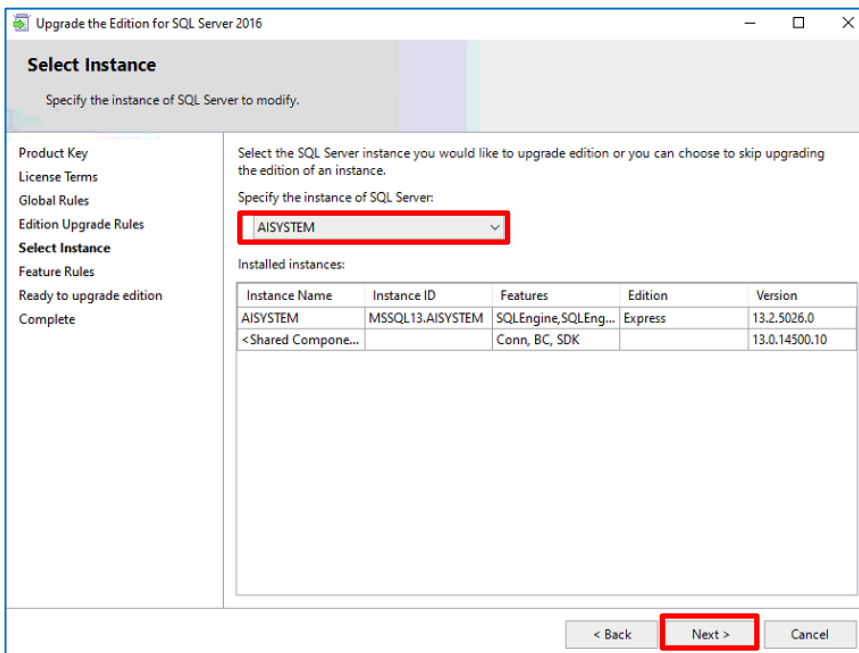 Upgrade the Edition for SQL Server 2016
Select Instance
Specify the instance of SQL Server to modify.
Product Key
License Terms
Global Rules
Edition Upgrade Rules
Select Instance
Feature Rules
Ready to upgrade edition
Complete
Select the SQL Server instance you would like to upgrade edition or you can choose to skip upgrading
the edition of an instance.
Specify the instance of SQL Server:
AISYSTEM
Installed instances:
Instance Name Instance ID Features Edition Version
AISYSTEM MSSQL13.AISYSTEM SQLEngine,SQLEng... Express 13.2.5026.0
<Shared Compone... Conn, BC, SDK 13.0.14500.10
< Back Next > Cancel